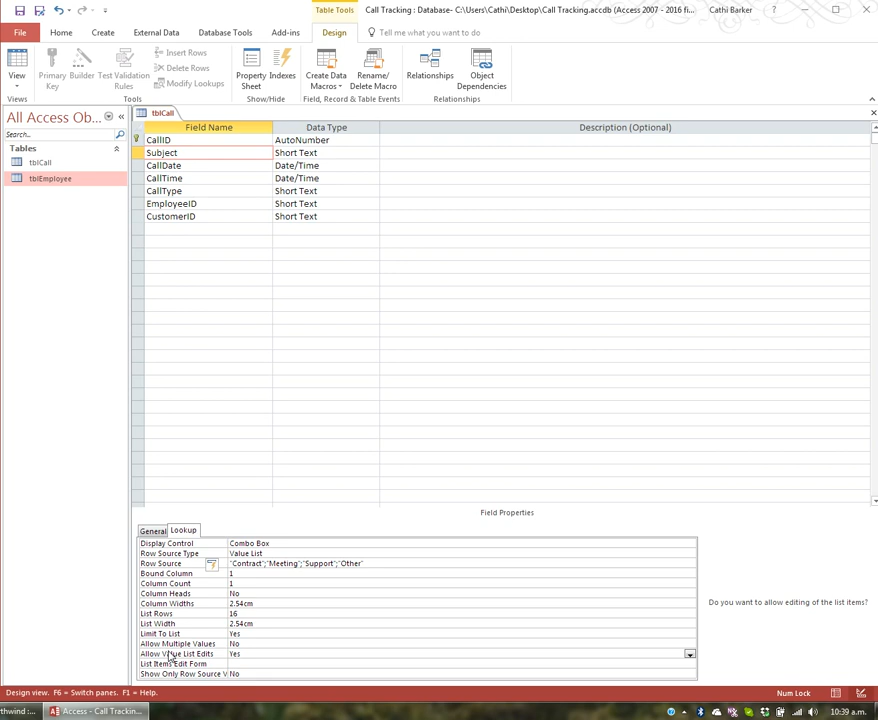 Table Tools
Call Tracking : Database- C:\Users\Cathi\Desktop\Call Tracking.accdb (Access 2007 - 2016 fi...
Cathi Barker
?
File
Home
Create
External Data
Database Tools
Add-ins
Design
Tell me what you want to do
View
Primary Key
Builder
Test Validation Rules
Insert Rows
Delete Rows
Modify Lookups
Property Sheet
Indexes
Create Data Macros
Rename/ Delete Macro
Relationships
Object Dependencies
Views
Tools
Show/Hide
Field, Record & Table Events
Relationships
All Access Ob...
Search...
Tables
tblCall
tblEmployee
tblCall
Field Name Data Type Description (Optional)
CallID AutoNumber
Subject Short Text
CallDate Date/Time
CallTime Date/Time
CallType Short Text
EmployeeID Short Text
CustomerID Short Text
Field Properties
General Lookup
Display Control Combo Box
Row Source Type Value List
Row Source "Contract";"Meeting";"Support";"Other"
Bound Column 1
Column Count 1
Column Heads No
Column Widths 2.54cm
List Rows 16
List Width 2.54cm
Limit To List Yes
Allow Multiple Values No
Allow Value List Edits Yes
List Items Edit Form
Show Only Row Source V No
Do you want to allow editing of the list items?
Design view. F6 = Switch panes. F1 = Help.
Num Lock
thwind :...
Access - Call Trackin...
10:39 a.m.